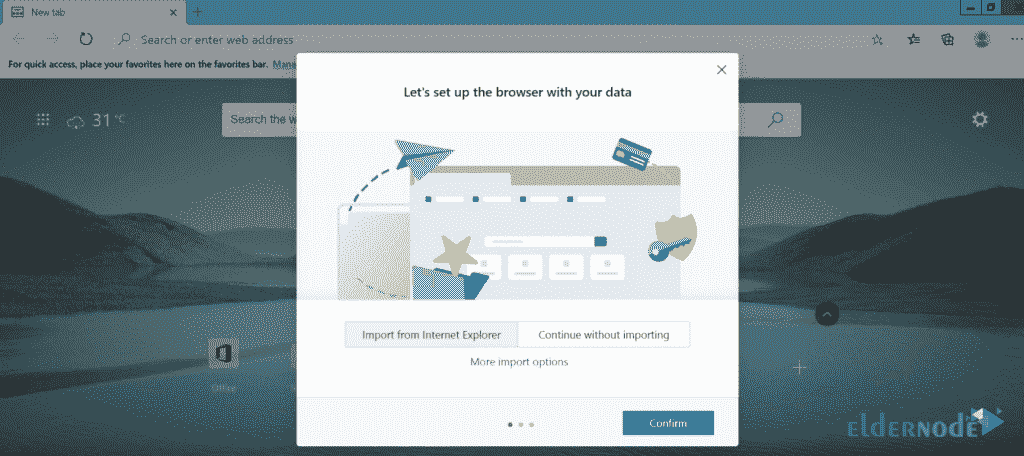 New tab
Search or enter web address
For quick access, place your favorites here on the favorites bar.
Let's set up the browser with your data
31 °C
Search the w
Import from Internet Explorer
Continue without importing
More import options
Office
Confirm
eldernode